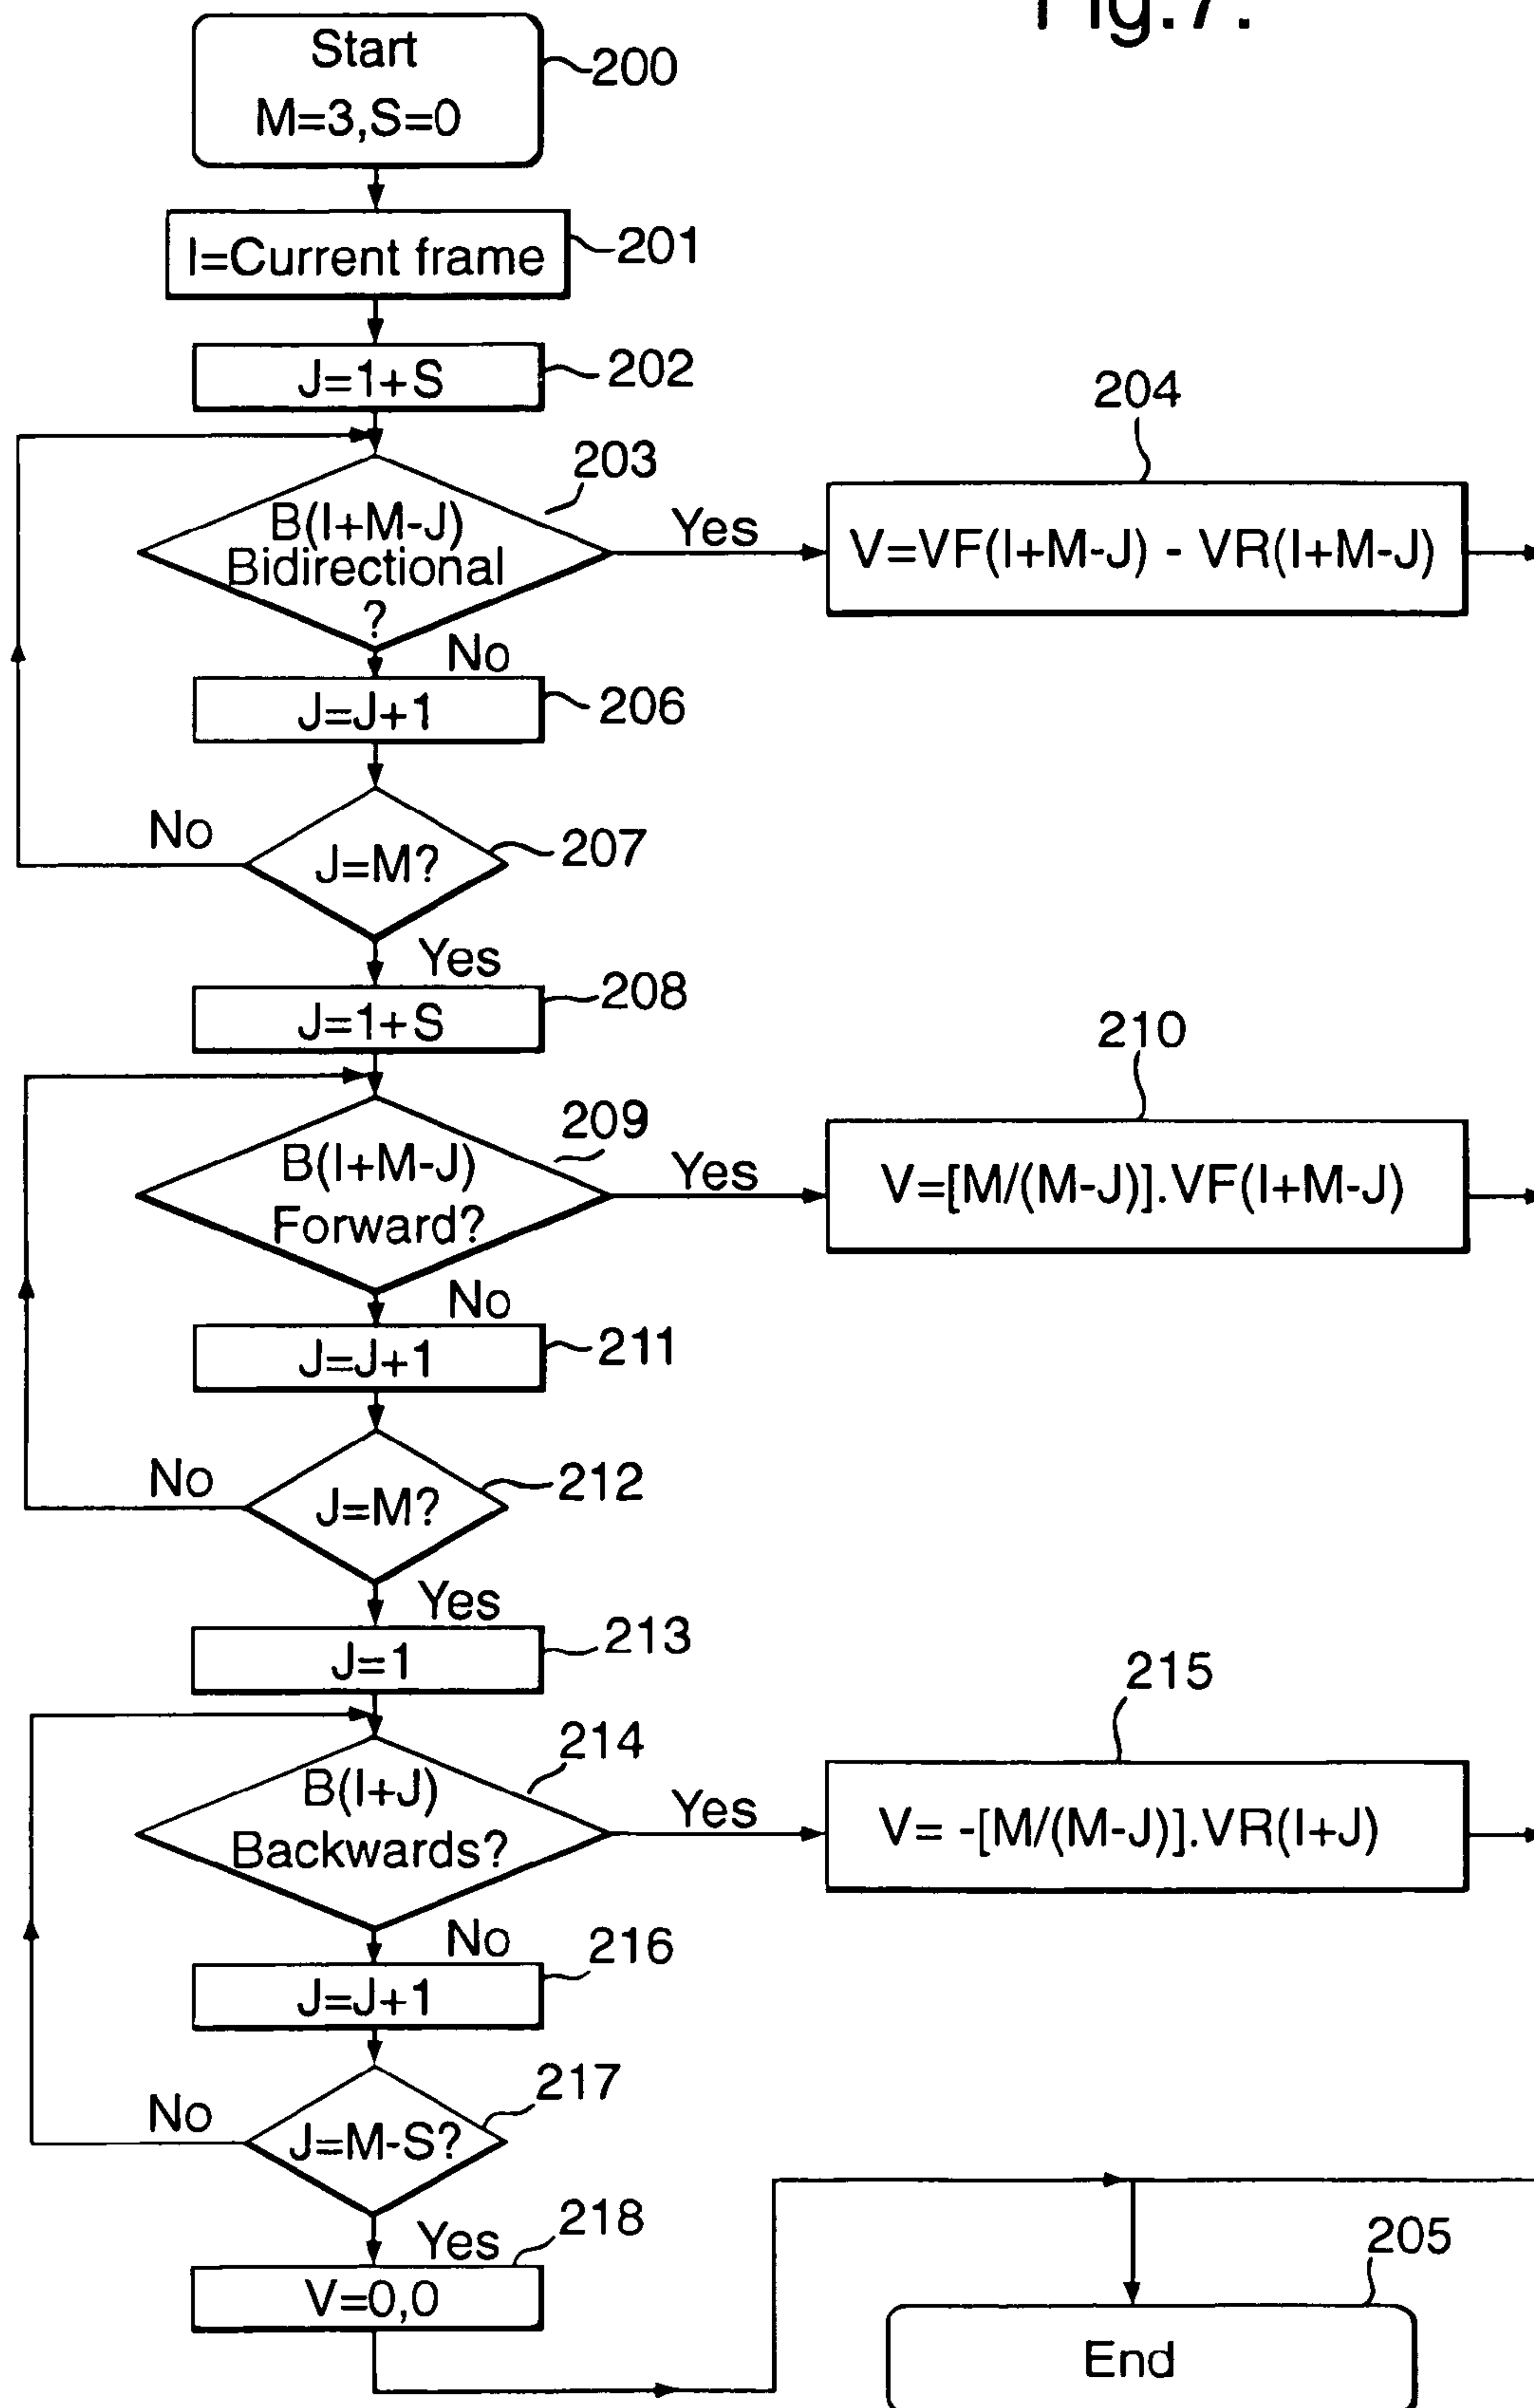 Fig.7.
Start
M=3,S=0
200
I=Current frame
201
J=1+S
202
204
203
B(I+M-J)
Bidirectional
?
Yes
V=VF(I+M-J) - VR(I+M-J)
No
J=J+1
206
No
J=M?
207
Yes
J=1+S
208
210
209
B(I+M-J)
Forward?
Yes
V=[M/(M-J)].VF(I+M-J)
No
J=J+1
211
No
J=M?
212
Yes
J=1
213
215
214
B(I+J)
Backwards?
Yes
V= -[M/(M-J)].VR(I+J)
No
216
J=J+1
217
No
J=M-S?
Yes
218
V=0,0
205
End